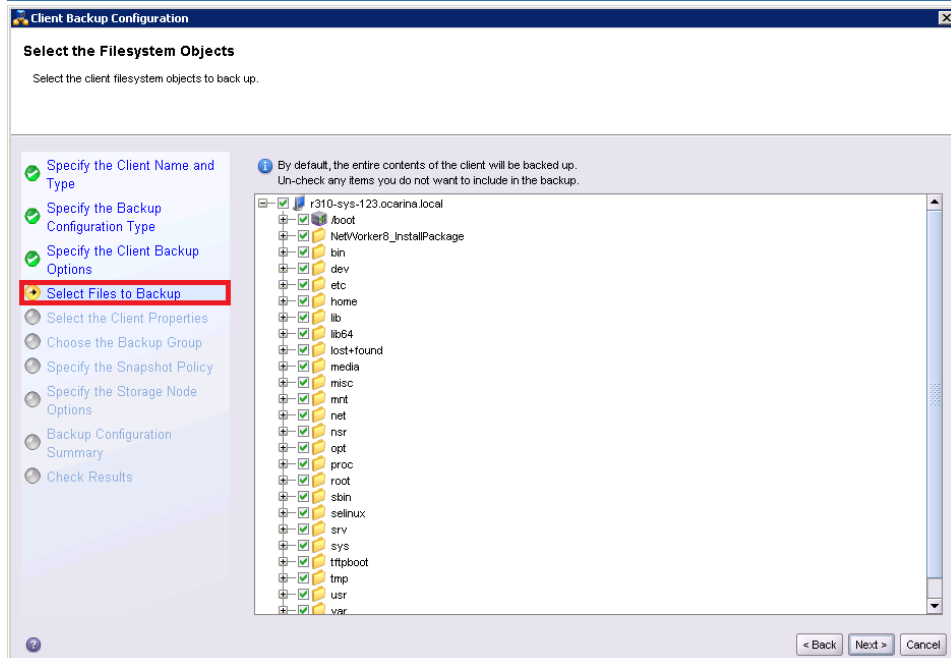 Client Backup Configuration
Select the Filesystem Objects
Select the client filesystem objects to back up.
Specify the Client Name and
Type
Specify the Backup
Configuration Type
Specify the Client Backup
Options
Select Files to Backup
Select the Client Properties
Choose the Backup Group
Specify the Snapshot Policy
Specify the Storage Node
Options
Backup Configuration
Summary
Check Results
By default, the entire contents of the client will be backed up.
Un-check any items you do not want to include in the backup.
r310-sys-123.ocarina.local
/boot
NetWorker8_InstallPackage
bin
dev
etc
home
lib
lib64
lost+found
media
misc
mnt
net
nsr
opt
proc
root
sbin
selinux
srv
sys
tftpboot
tmp
usr
var
< Back
Next >
Cancel